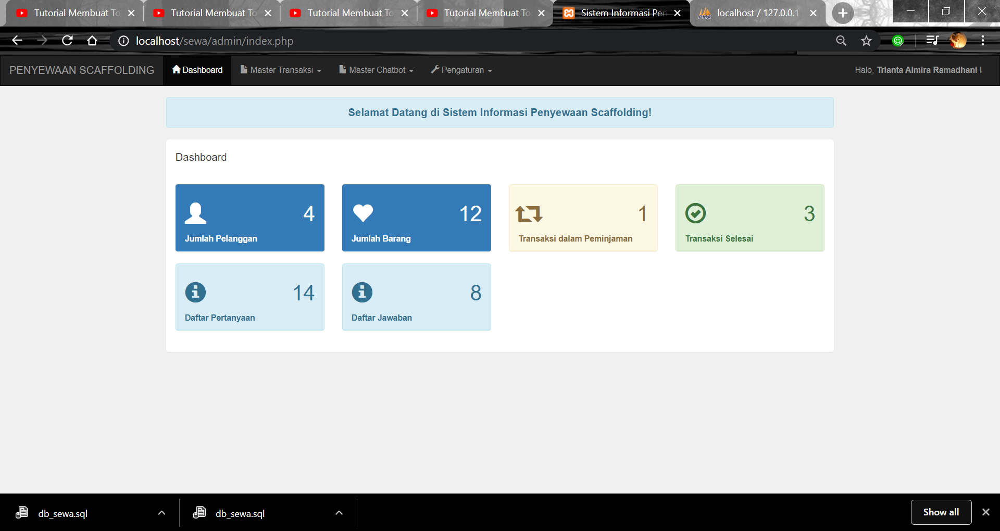 Tutorial Membuat To
Tutorial Membuat To
Tutorial Membuat To
Tutorial Membuat To
Sistem Informasi Pen
localhost / 127.0.0.1
localhost/sewa/admin/index.php
PENYEWAAN SCAFFOLDING
Dashboard
Master Transaksi
Master Chatbot
Pengaturan
Halo, Trianta Almira Ramadhani !
Selamat Datang di Sistem Informasi Penyewaan Scaffolding!
Dashboard
4
Jumlah Pelanggan
12
Jumlah Barang
1
Transaksi dalam Peminjaman
3
Transaksi Selesai
14
Daftar Pertanyaan
8
Daftar Jawaban
db_sewa.sql
db_sewa.sql
Show all